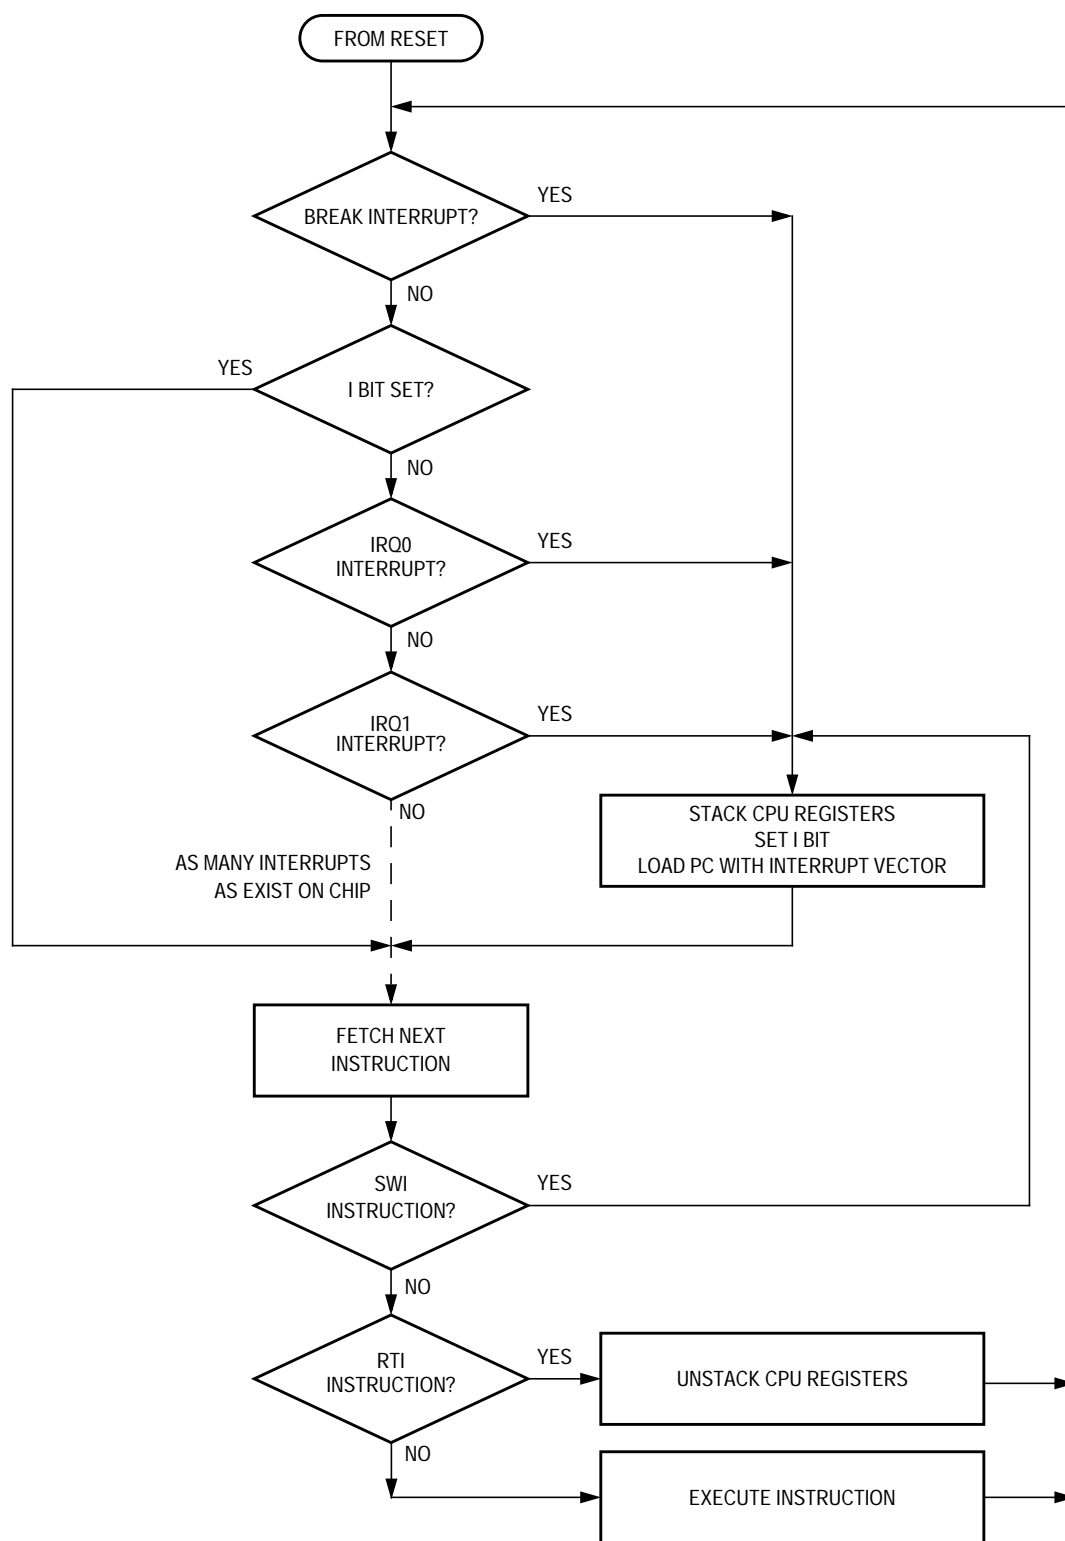 FROM RESET
BREAK INTERRUPT?
YES
NO
YES
I BIT SET?
NO
IRQ0
INTERRUPT?
YES
NO
IRQ1
INTERRUPT?
YES
NO
STACK CPU REGISTERS
SET I BIT
LOAD PC WITH INTERRUPT VECTOR
AS MANY INTERRUPTS
AS EXIST ON CHIP
FETCH NEXT
INSTRUCTION
SWI
INSTRUCTION?
YES
NO
RTI
INSTRUCTION?
YES
UNSTACK CPU REGISTERS
NO
EXECUTE INSTRUCTION